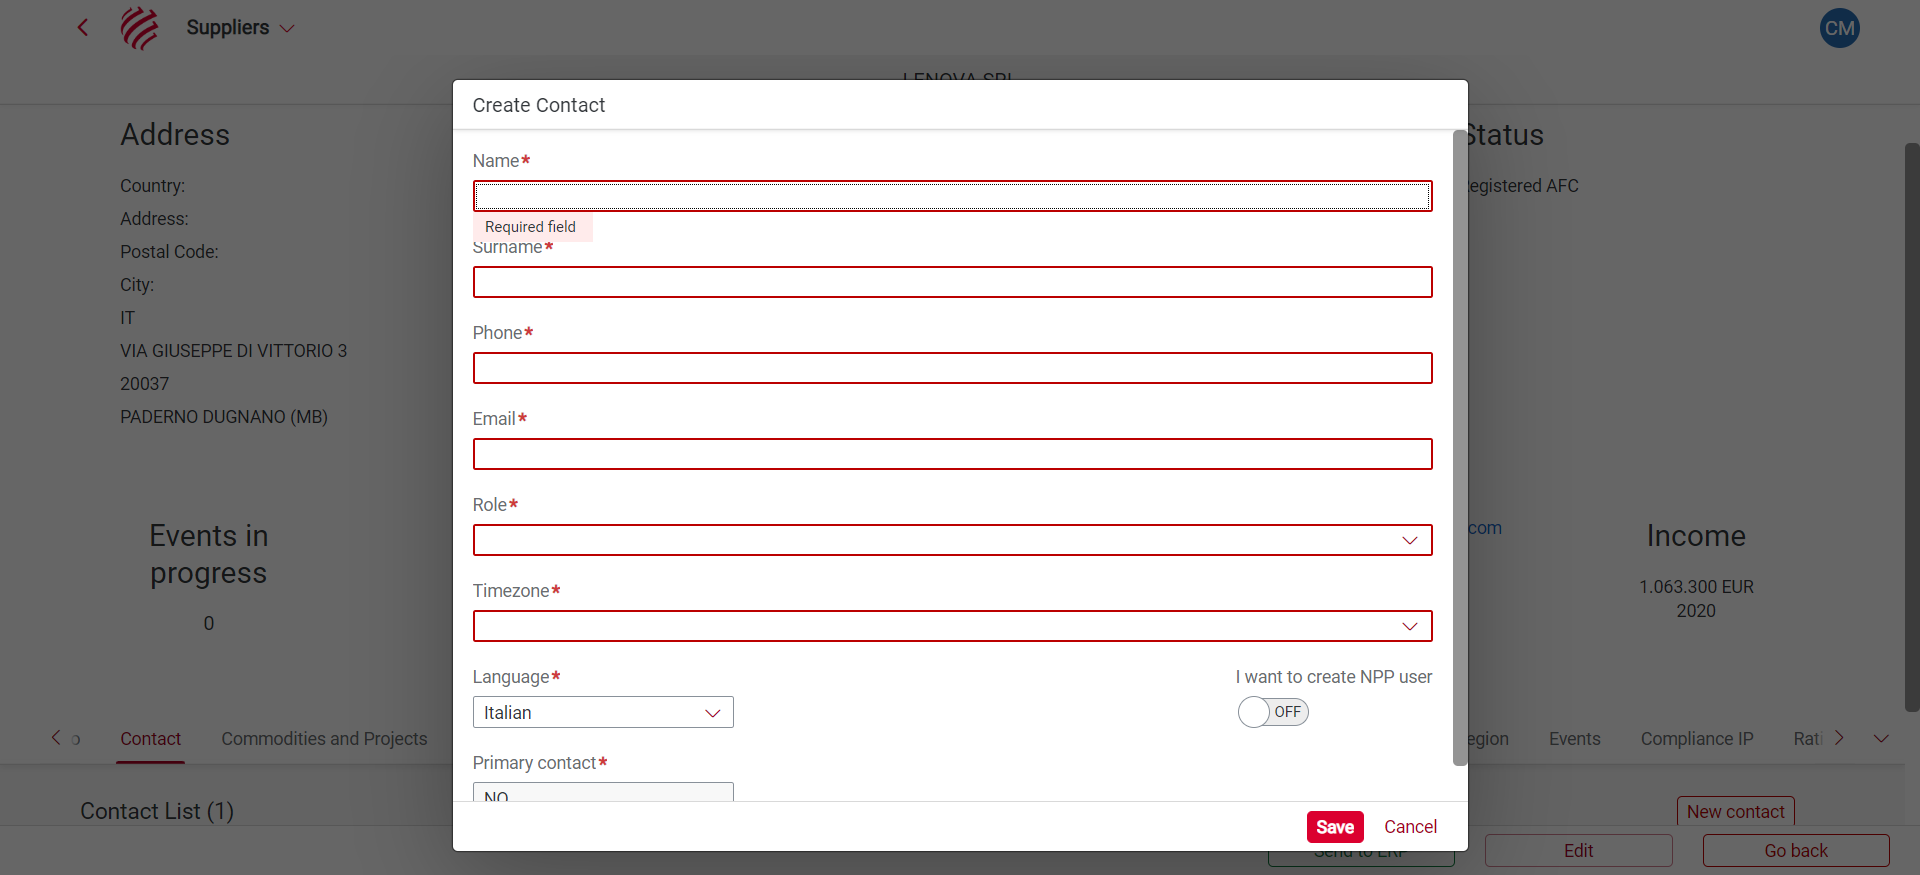 Suppliers
CM
LENOVA SRL
Create Contact
Address
Status
Name*
Country:
Registered AFC
Address:
Required field
Surname*
Postal Code:
City:
IT
Phone*
VIA GIUSEPPE DI VITTORIO 3
20037
PADERNO DUGNANO (MB)
Email*
Role*
Events in
progress
.com
Income
1.063.300 EUR
2020
0
Timezone*
Language*
I want to create NPP user
Italian
OFF
Contact
Commodities and Projects
egion
Events
Compliance IP
Rati
Primary contact*
NO
Contact List (1)
New contact
Save
Cancel
Send to ERP
Edit
Go back